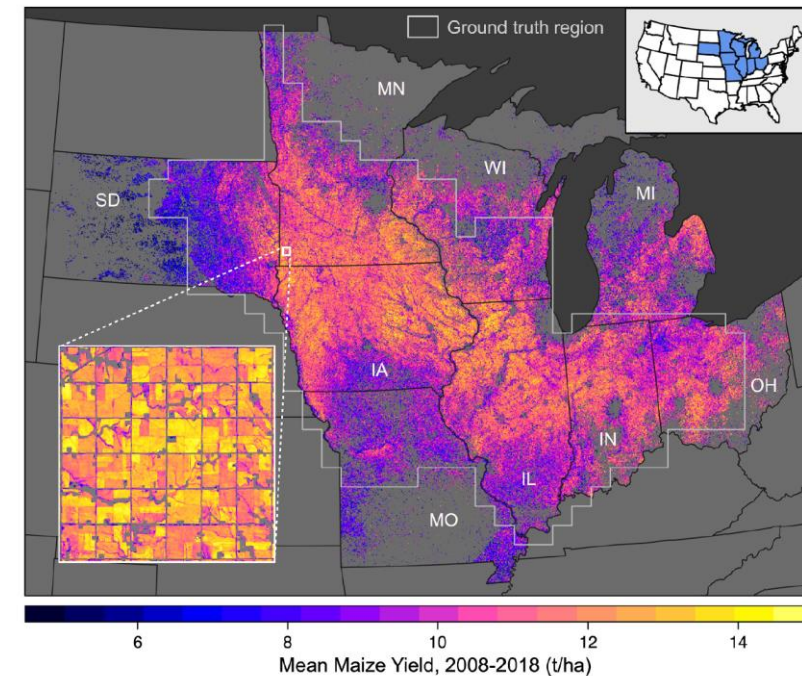 Ground truth region
MN
WI
SD
MI
IA
OH
IN
IL
MO
6 8 10 12 14
Mean Maize Yield, 2008-2018 (t/ha)